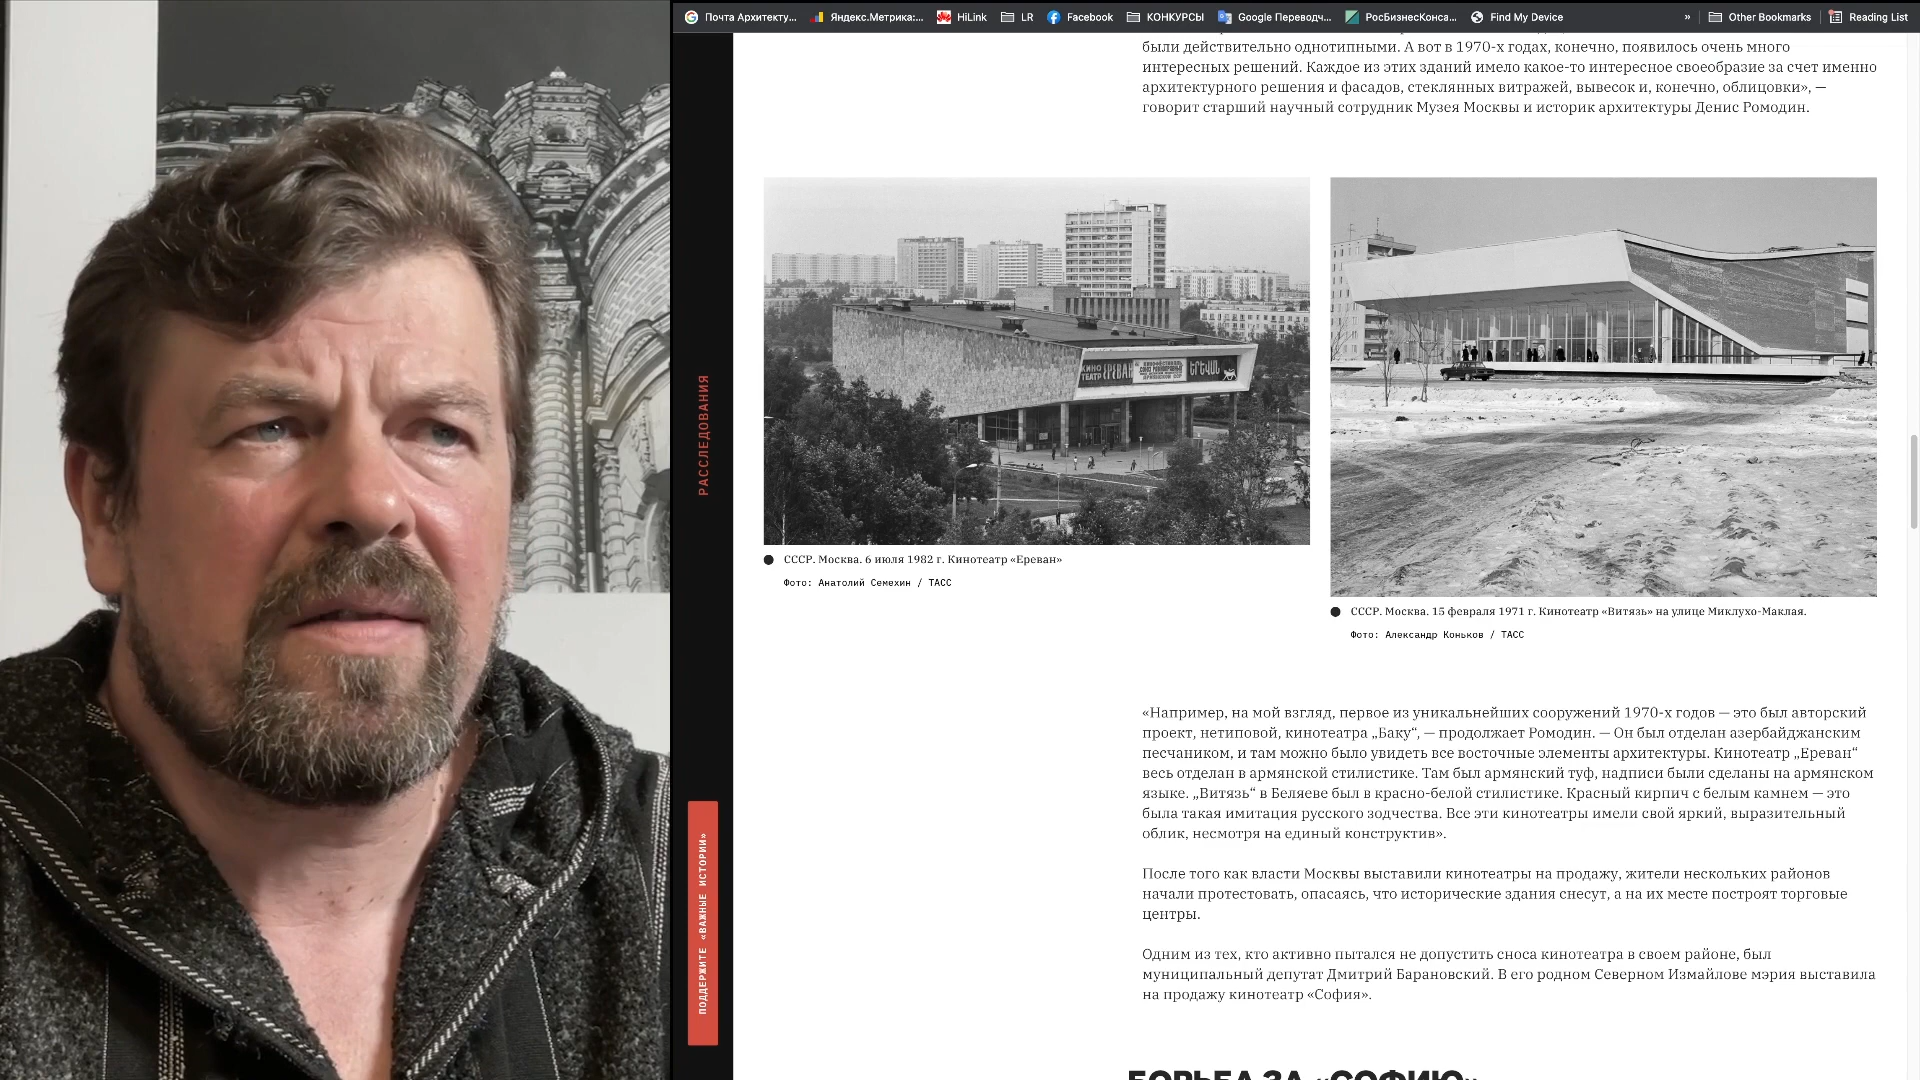 Почта Архитекту...
Яндекс.Метрика:...
HiLink
LR
Facebook
КОНКУРСЫ
Google Переводч...
РосБизнесКонса...
Find My Device
»
Other Bookmarks
Reading List
были действительно однотипными. А вот в 1970-х годах, конечно, появилось очень много
интересных решений. Каждое из этих зданий имело какое-то интересное своеобразие за счет именно
архитектурного решения и фасадов, стеклянных витражей, вывесок и, конечно, облицовки», —
говорит старший научный сотрудник Музея Москвы и историк архитектуры Денис Ромодин.
РАССЛЕДОВАНИЯ
КИНО
ТЕАТР
ЕРЕВАН
ԵՐԵՎԱՆ
СССР. Москва. 6 июля 1982 г. Кинотеатр «Ереван»
Фото: Анатолий Семехин / ТАСС
СССР. Москва. 15 февраля 1971 г. Кинотеатр «Витязь» на улице Миклухо-Маклая.
Фото: Александр Коньков / ТАСС
«Например, на мой взгляд, первое из уникальнейших сооружений 1970-х годов — это был авторский
проект, нетиповой, кинотеатра „Баку“, — продолжает Ромодин. — Он был отделан азербайджанским
песчаником, и там можно было увидеть все восточные элементы архитектуры. Кинотеатр „Ереван“
весь отделан в армянской стилистике. Там был армянский туф, надписи были сделаны на армянском
языке. „Витязь“ в Беляеве был в красно-белой стилистике. Красный кирпич с белым камнем — это
была такая имитация русского зодчества. Все эти кинотеатры имели свой яркий, выразительный
облик, несмотря на единый конструктив».
После того как власти Москвы выставили кинотеатры на продажу, жители нескольких районов
начали протестовать, опасаясь, что исторические здания снесут, а на их месте построят торговые
центры.
Одним из тех, кто активно пытался не допустить сноса кинотеатра в своем районе, был
муниципальный депутат Дмитрий Барановский. В его родном Северном Измайлове мэрия выставила
на продажу кинотеатр «София».
ПОДДЕРЖИТЕ «ВАЖНЫЕ ИСТОРИИ»
БОРЬБА ЗА «СОФИЮ»